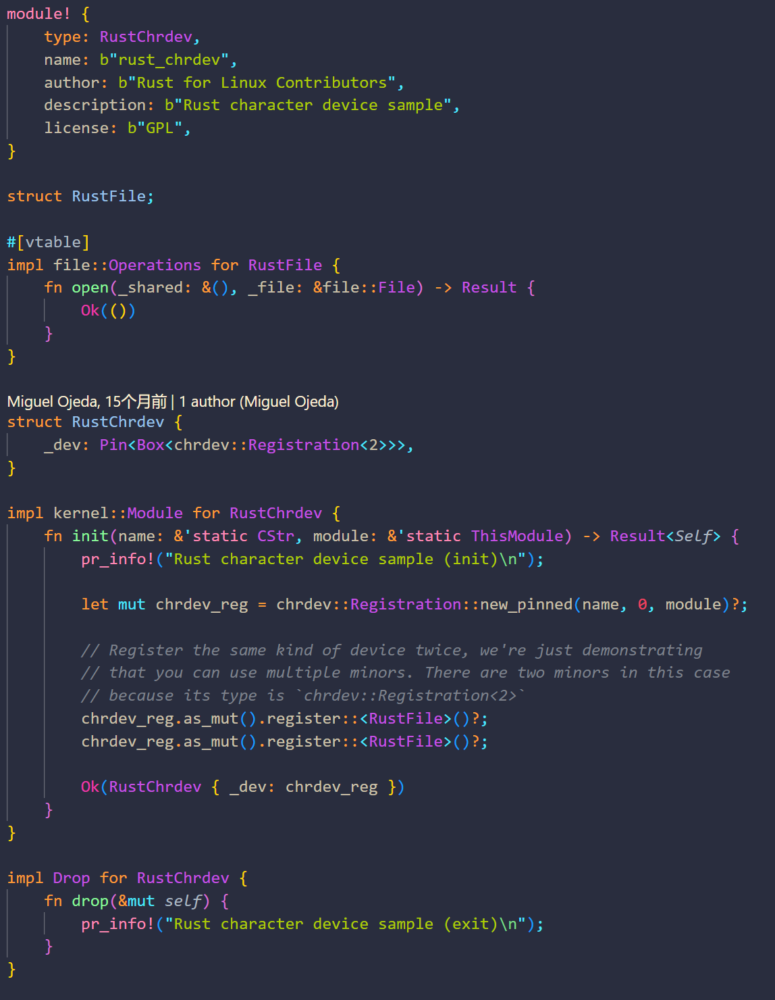 module! {
    type: RustChrdev,
    name: b"rust_chrdev",
    author: b"Rust for Linux Contributors",
    description: b"Rust character device sample",
    license: b"GPL",
}

struct RustFile;

#[vtable]
impl file::Operations for RustFile {
    fn open(_shared: &(), _file: &file::File) -> Result {
        Ok(())
    }
}

Miguel Ojeda, 15个月前 | 1 author (Miguel Ojeda)
struct RustChrdev {
    _dev: Pin<Box<chrdev::Registration<2>>>,
}

impl kernel::Module for RustChrdev {
    fn init(name: &'static CStr, module: &'static ThisModule) -> Result<Self> {
        pr_info!("Rust character device sample (init)\n");

        let mut chrdev_reg = chrdev::Registration::new_pinned(name, 0, module)?;

        // Register the same kind of device twice, we're just demonstrating
        // that you can use multiple minors. There are two minors in this case
        // because its type is `chrdev::Registration<2>`
        chrdev_reg.as_mut().register::<RustFile>()?;
        chrdev_reg.as_mut().register::<RustFile>()?;

        Ok(RustChrdev { _dev: chrdev_reg })
    }
}

impl Drop for RustChrdev {
    fn drop(&mut self) {
        pr_info!("Rust character device sample (exit)\n");
    }
}